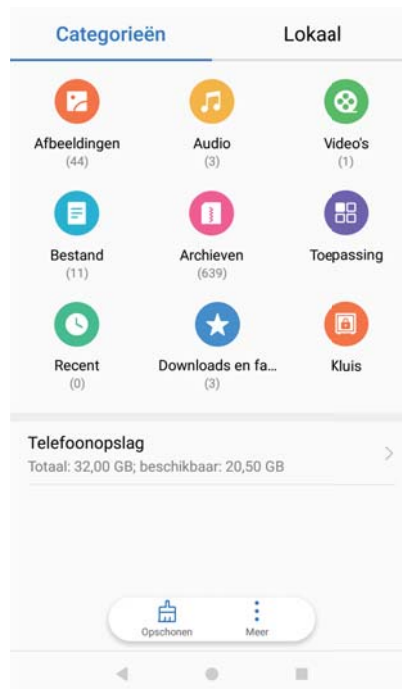 Categorieën Lokaal
Afbeeldingen Audio Video's
(44) (3) (1)
Bestand Archieven Toepassing
(11) (639)
Recent Downloads en fa... Kluis
(0) (3)
Telefoonopslag
Totaal: 32,00 GB; beschikbaar: 20,50 GB
Opschonen Meer